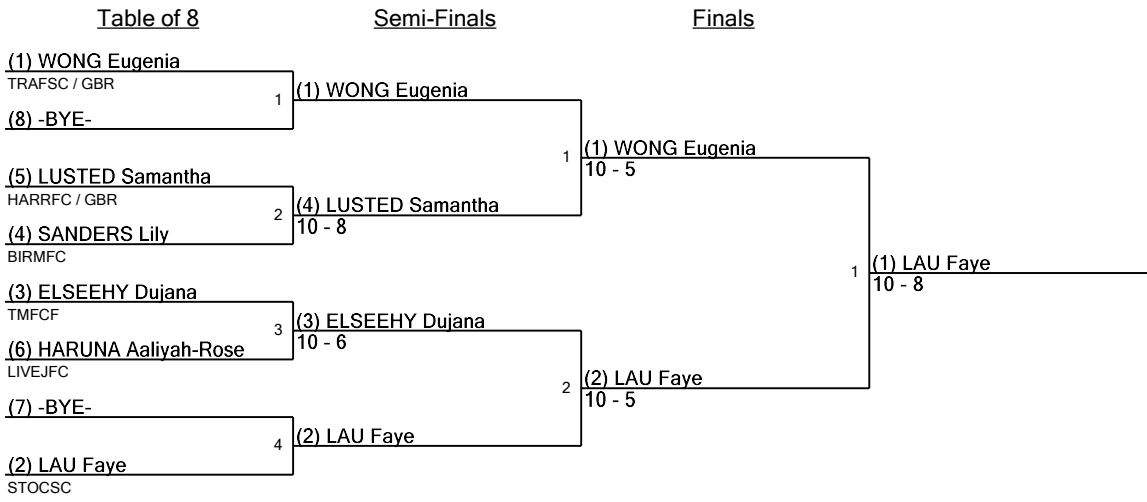 Table of 8
Semi-Finals
Finals
(1) WONG Eugenia
TRAFSC / GBR
1
(8) -BYE-
(5) LUSTED Samantha
HARRFC / GBR
2
(4) SANDERS Lily
BIRMFC
(3) ELSEEHY Dujana
TMFCF
3
(6) HARUNA Aaliyah-Rose
LIVEJFC
(7) -BYE-
4
(2) LAU Faye
STOCSC
(1) WONG Eugenia
1
(4) LUSTED Samantha
10 - 8
(3) ELSEEHY Dujana
10 - 6
2
(2) LAU Faye
(1) WONG Eugenia
10 - 5
1
(2) LAU Faye
10 - 5
(1) LAU Faye
10 - 8